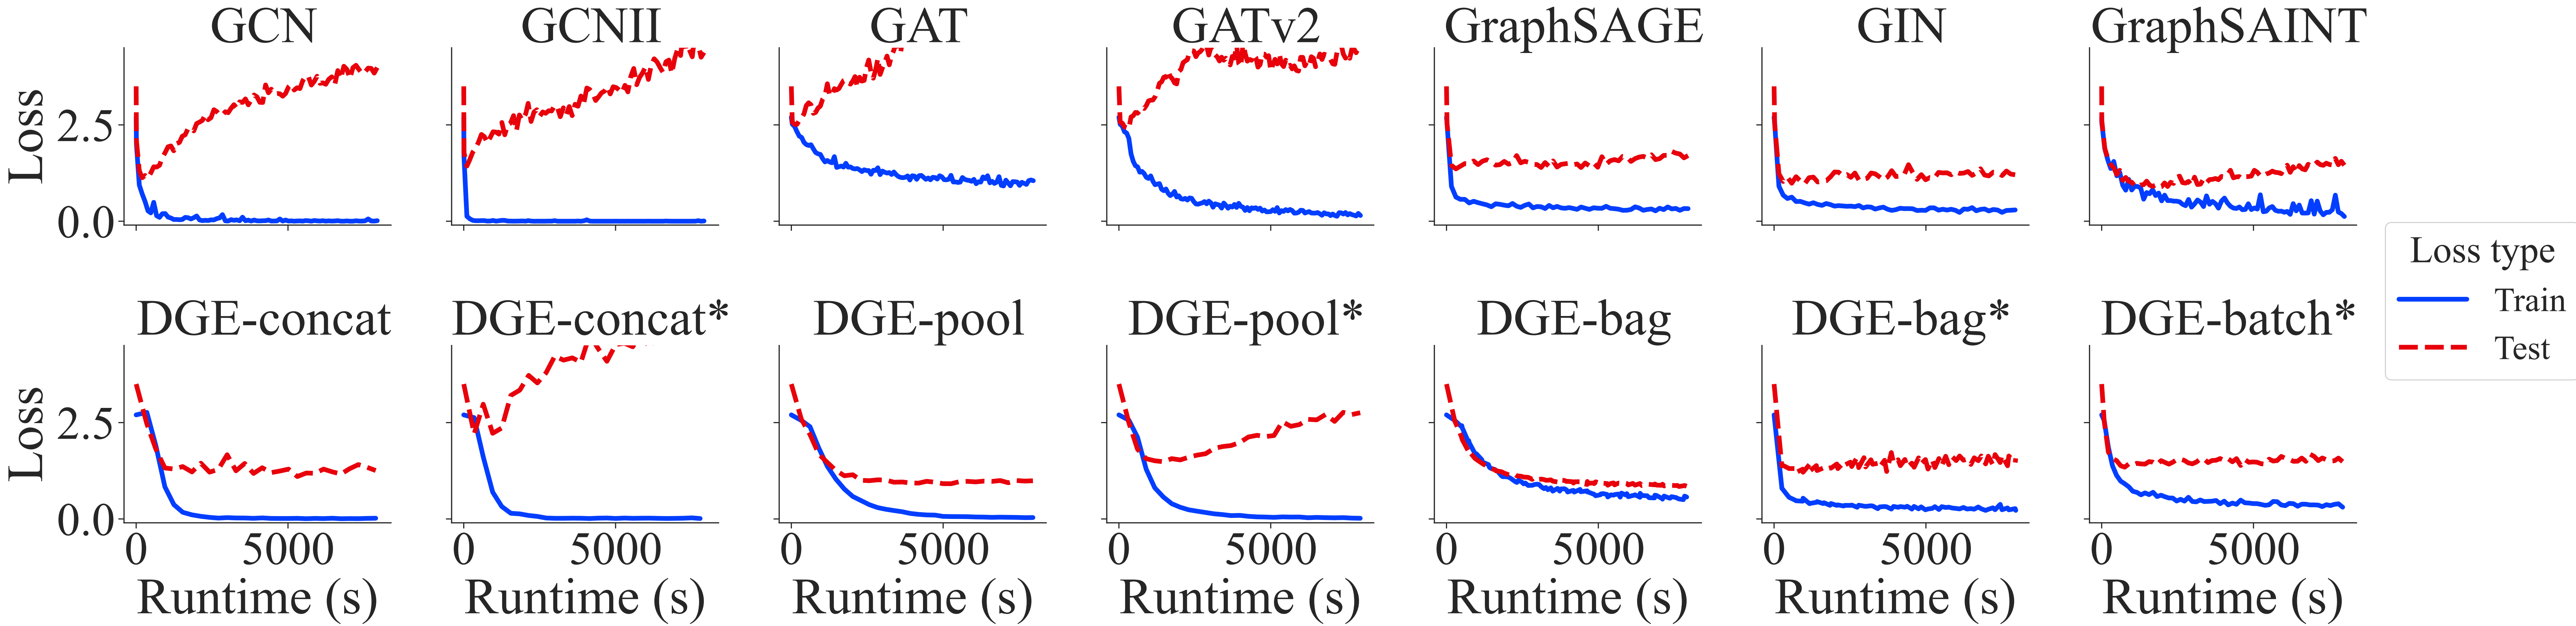 GCN GCNII GAT GATv2 GraphSAGE GIN GraphSAINT
Loss
2.5
0.0
Loss type
Train
Test
DGE-concat DGE-concat* DGE-pool DGE-pool* DGE-bag DGE-bag* DGE-batch*
Loss
2.5
0.0
0 5000 0 5000 0 5000 0 5000 0 5000 0 5000 0 5000
Runtime (s) Runtime (s) Runtime (s) Runtime (s) Runtime (s) Runtime (s) Runtime (s)